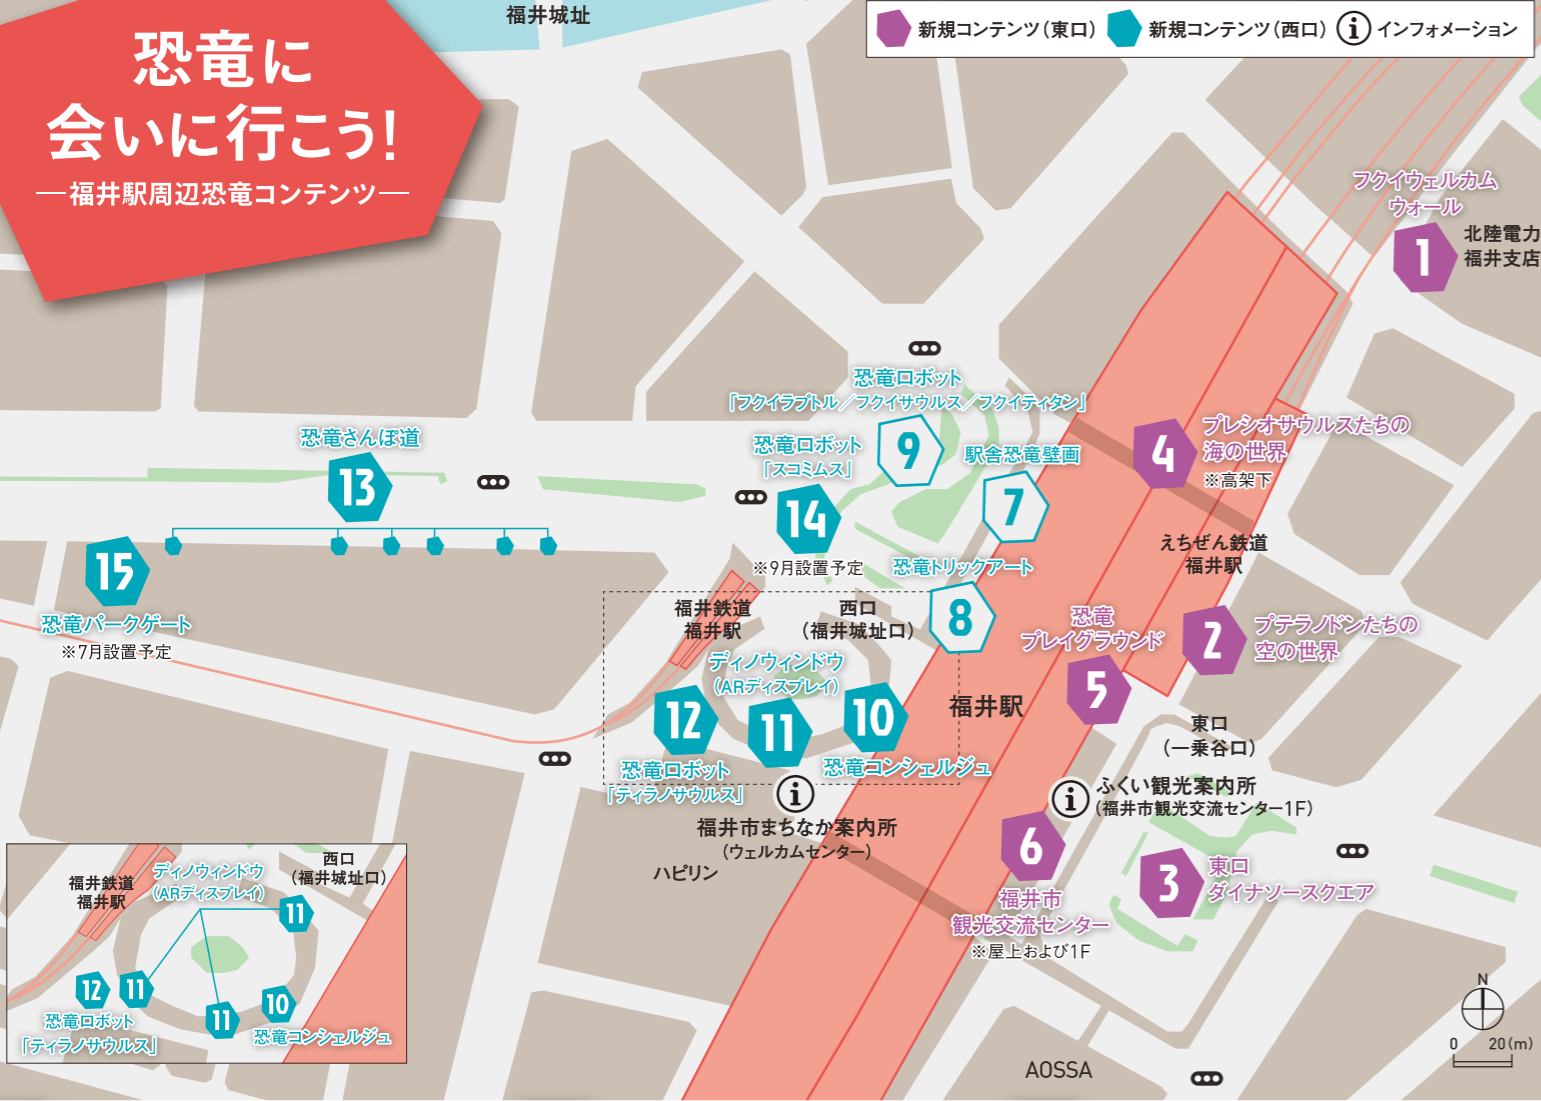 恐竜に
会いに行こう!
福井駅周辺恐竜コンテンツ
福井城址
新規コンテンツ（東口）
新規コンテンツ（西口）
i インフォメーション
フクイウェルカム
ウォール
1
北陸電力
福井支店
恐竜ロボット
「フクイラプトル／フクイサウルス／フクイティタン」
9
恐竜ロボット
「スコミムス」
14
※9月設置予定
駅舎恐竜壁画
7
プレシオサウルスたちの
海の世界
※高架下
4
恐竜さんぽ道
13
15
恐竜パークゲート
※7月設置予定
えちぜん鉄道
福井駅
恐竜トリックアート
8
福井鉄道
福井駅
西口
（福井城址口）
恐竜
プレイグラウンド
5
2
プテラノドンたちの
空の世界
ディノウィンドウ
（ARディスプレイ）
12
11
10
恐竜ロボット
「ティラノサウルス」
恐竜コンシェルジュ
福井駅
東口
（一乗谷口）
i
福井市まちなか案内所
（ウェルカムセンター）
ハピリン
i
ふくい観光案内所
（福井市観光交流センター1F）
6
福井市
観光交流センター
※屋上および1F
3
東口
ダイナソースクエア
福井鉄道
福井駅
ディノウィンドウ
（ARディスプレイ）
西口
（福井城址口）
11
12
11
11
10
恐竜ロボット
「ティラノサウルス」
恐竜コンシェルジュ
AOSSA
N
0 20(m)